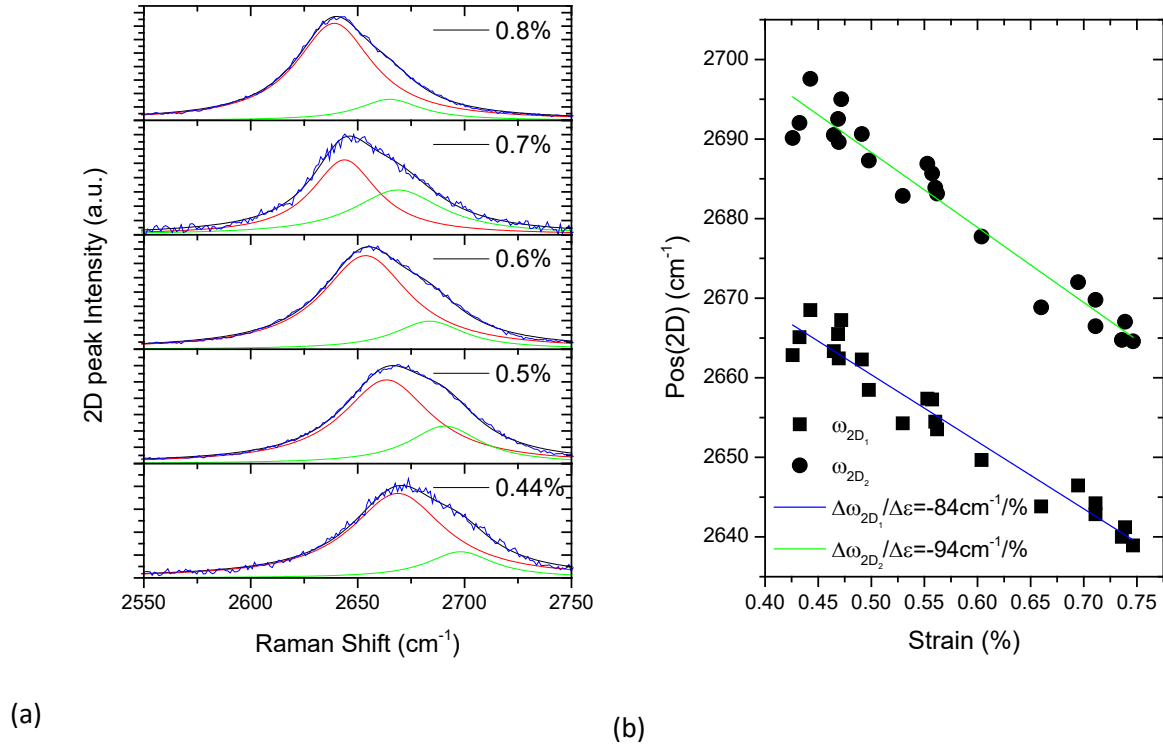 0.8%
0.7%
0.6%
0.5%
0.44%
2D peak Intensity (a.u.)
2550 2600 2650 2700 2750
Raman Shift (cm⁻¹)
(a)
2700
2690
2680
2670
2660
2650
2640
Pos(2D) (cm⁻¹)
ω₂D₁
ω₂D₂
Δω₂D₁/Δε=-84cm⁻¹/%
Δω₂D₂/Δε=-94cm⁻¹/%
0.40 0.45 0.50 0.55 0.60 0.65 0.70 0.75
Strain (%)
(b)